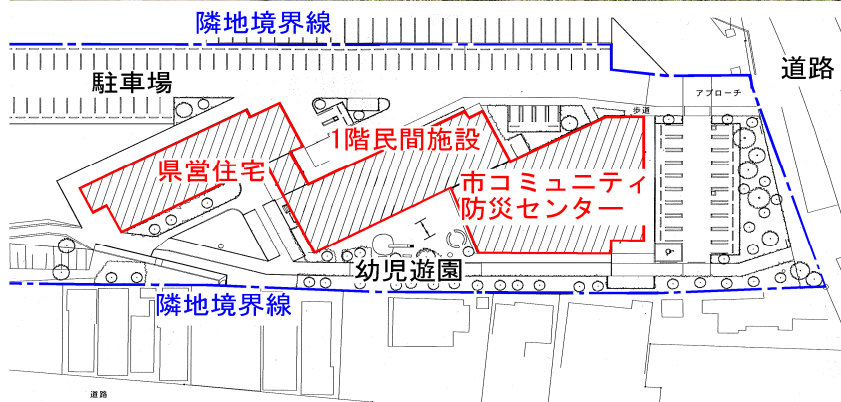 隣地境界線
道路
駐車場
アプローチ
歩道
1階民間施設
県営住宅
市コミュニティ
防災センター
幼児遊園
隣地境界線
道路